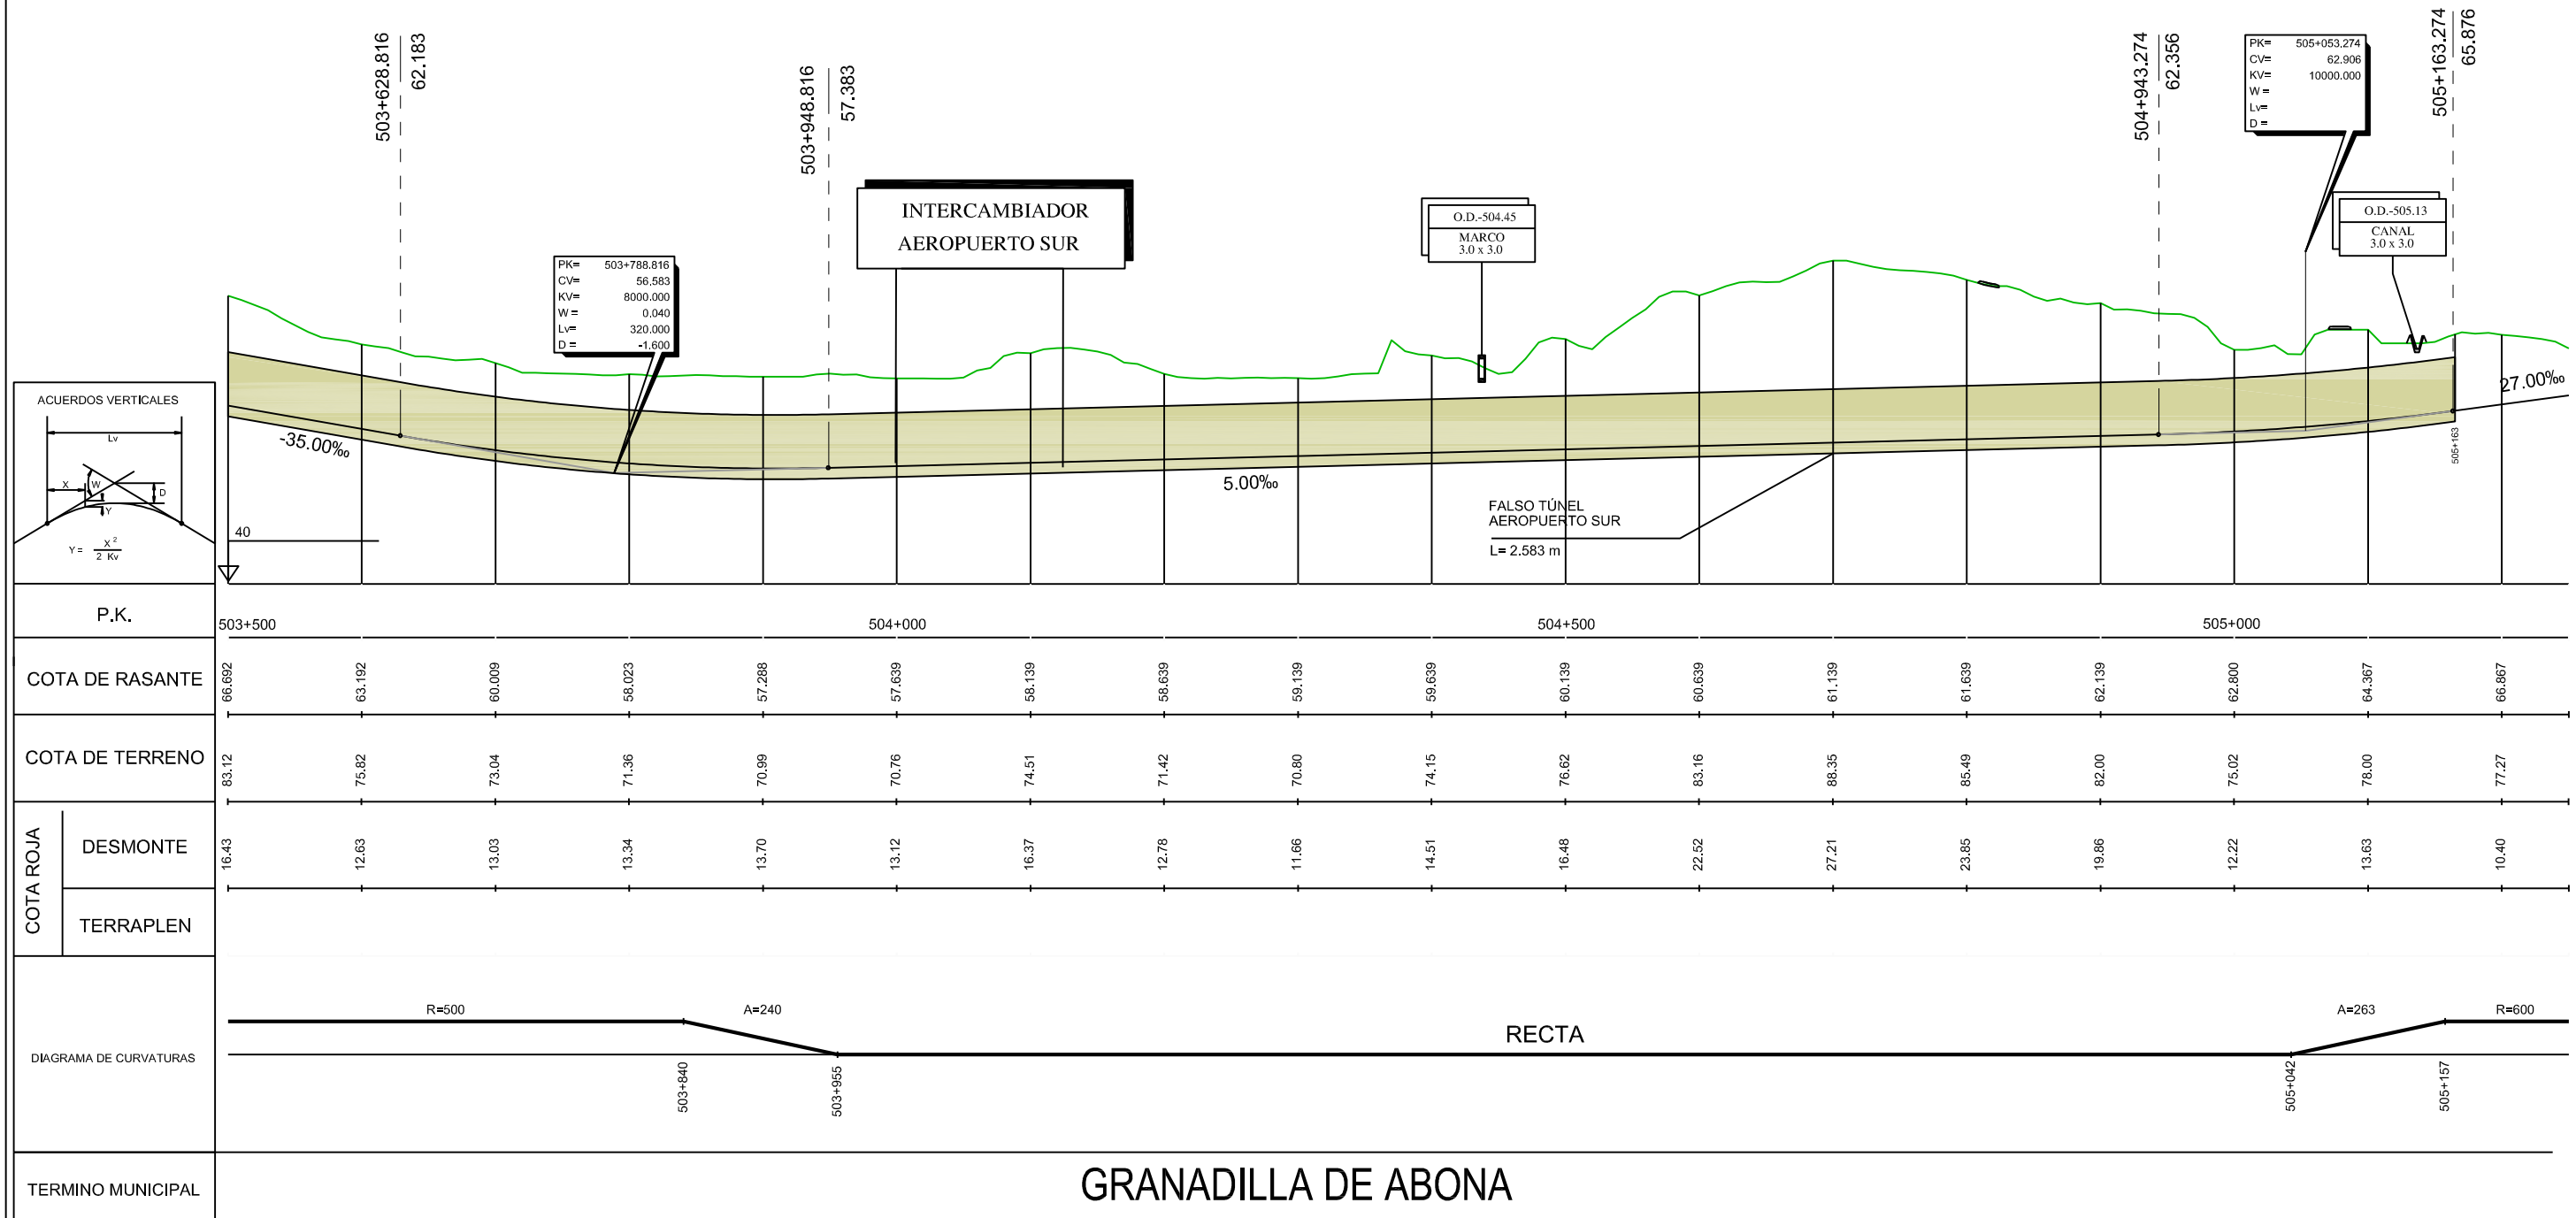 503+628.816
62.183
503+948.816
57.383
504+943.274
62.356
505+163.274
65.876
PK= 505+053.274
CV= 62.906
KV= 10000.000
W =
Lv=
D =
INTERCAMBIADOR
AEROPUERTO SUR
O.D.-504.45
MARCO
3.0 x 3.0
O.D.-505.13
CANAL
3.0 x 3.0
PK= 503+788.816
CV= 56.583
KV= 8000.000
W = 0.040
Lv= 320.000
D = -1.600
ACUERDOS VERTICALES
Lv
X
W
D
Y
Y = X 2
2 Kv
-35.00‰
5.00‰
27.00‰
505+163
40
FALSO TÚNEL
AEROPUERTO SUR
L= 2.583 m
P.K.
503+500 504+000 504+500 505+000
COTA DE RASANTE
66.692 63.192 60.009 58.023 57.288 57.639 58.139 58.639 59.139 59.639 60.139 60.639 61.139 61.639 62.139 62.800 64.367 66.867
COTA DE TERRENO
83.12 75.82 73.04 71.36 70.99 70.76 74.51 71.42 70.80 74.15 76.62 83.16 88.35 85.49 82.00 75.02 78.00 77.27
COTA ROJA
DESMONTE
16.43 12.63 13.03 13.34 13.70 13.12 16.37 12.78 11.66 14.51 16.48 22.52 27.21 23.85 19.86 12.22 13.63 10.40
TERRAPLEN
DIAGRAMA DE CURVATURAS
R=500 A=240 RECTA A=263 R=600
503+840 503+955 505+042 505+157
TERMINO MUNICIPAL
GRANADILLA DE ABONA